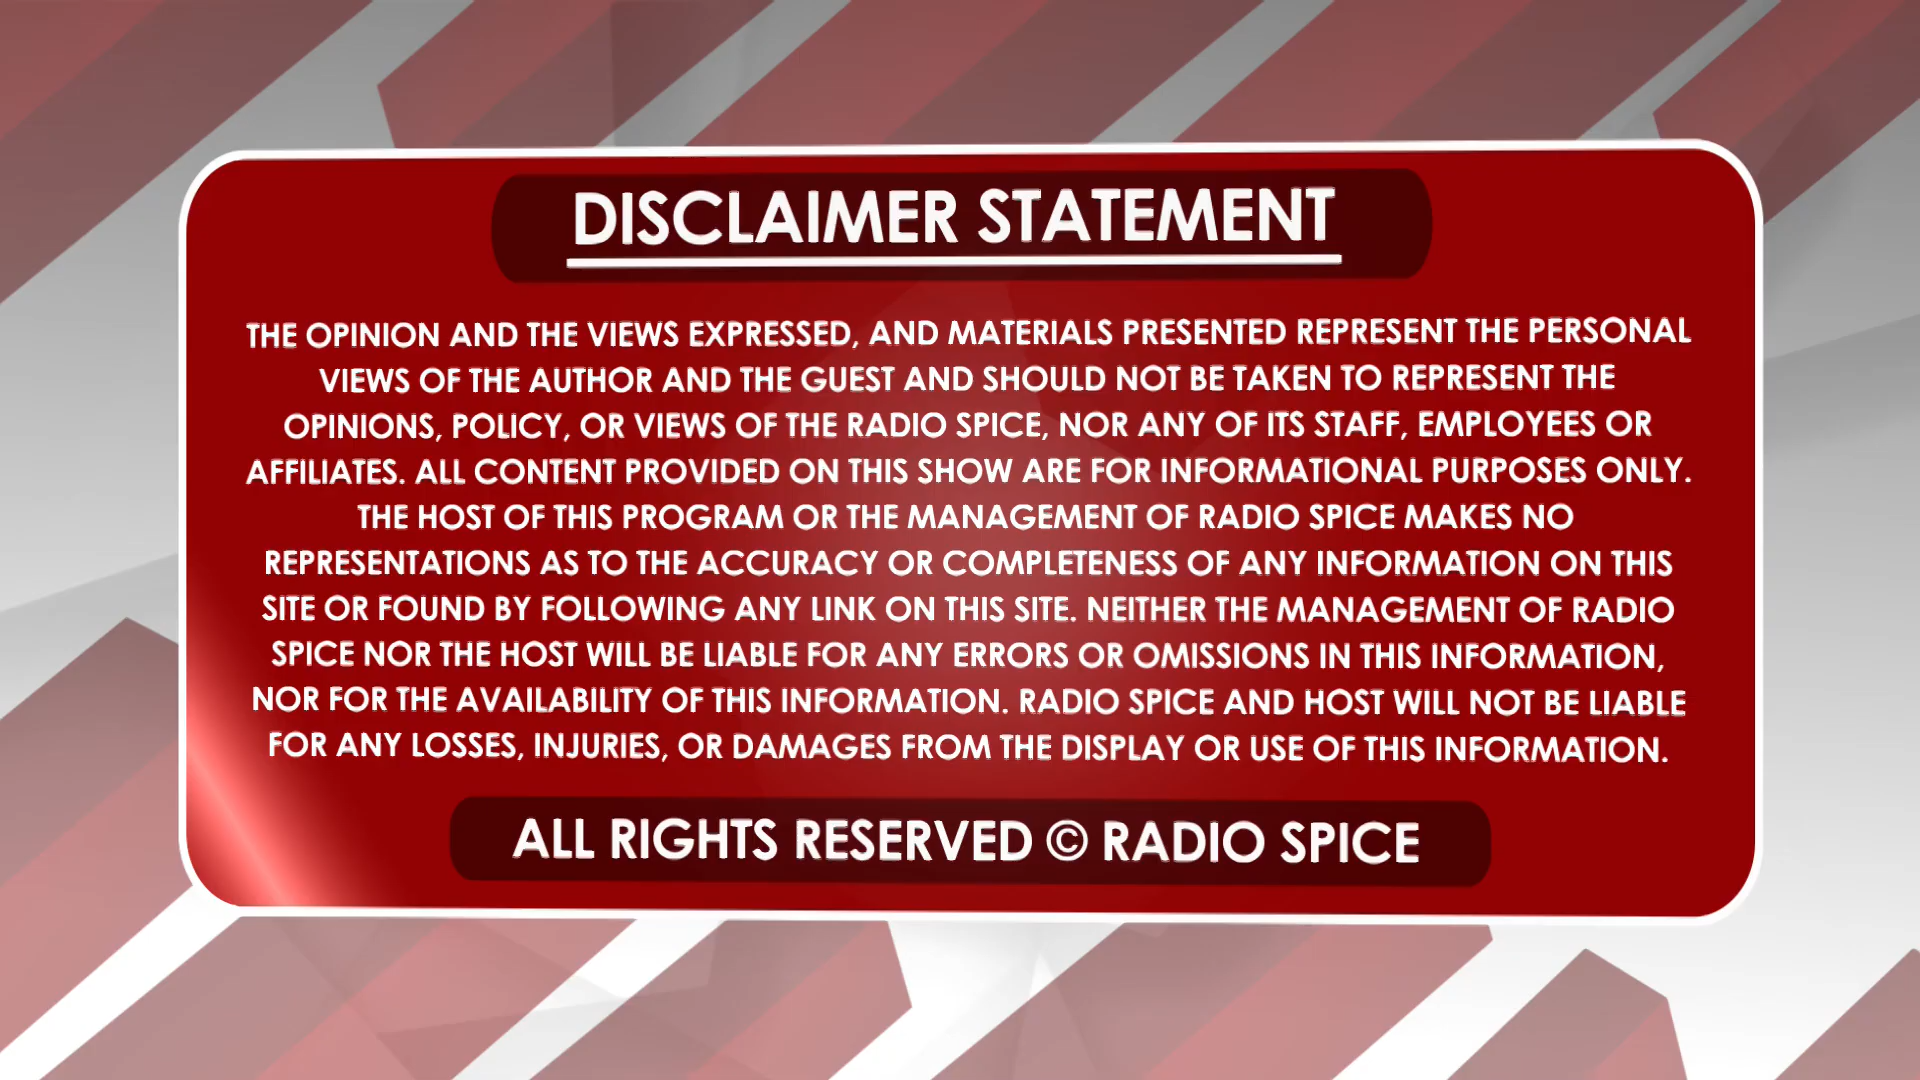 DISCLAIMER STATEMENT
THE OPINION AND THE VIEWS EXPRESSED, AND MATERIALS PRESENTED REPRESENT THE PERSONAL
VIEWS OF THE AUTHOR AND THE GUEST AND SHOULD NOT BE TAKEN TO REPRESENT THE
OPINIONS, POLICY, OR VIEWS OF THE RADIO SPICE, NOR ANY OF ITS STAFF, EMPLOYEES OR
AFFILIATES. ALL CONTENT PROVIDED ON THIS SHOW ARE FOR INFORMATIONAL PURPOSES ONLY.
THE HOST OF THIS PROGRAM OR THE MANAGEMENT OF RADIO SPICE MAKES NO
REPRESENTATIONS AS TO THE ACCURACY OR COMPLETENESS OF ANY INFORMATION ON THIS
SITE OR FOUND BY FOLLOWING ANY LINK ON THIS SITE. NEITHER THE MANAGEMENT OF RADIO
SPICE NOR THE HOST WILL BE LIABLE FOR ANY ERRORS OR OMISSIONS IN THIS INFORMATION,
NOR FOR THE AVAILABILITY OF THIS INFORMATION. RADIO SPICE AND HOST WILL NOT BE LIABLE
FOR ANY LOSSES, INJURIES, OR DAMAGES FROM THE DISPLAY OR USE OF THIS INFORMATION.
ALL RIGHTS RESERVED © RADIO SPICE